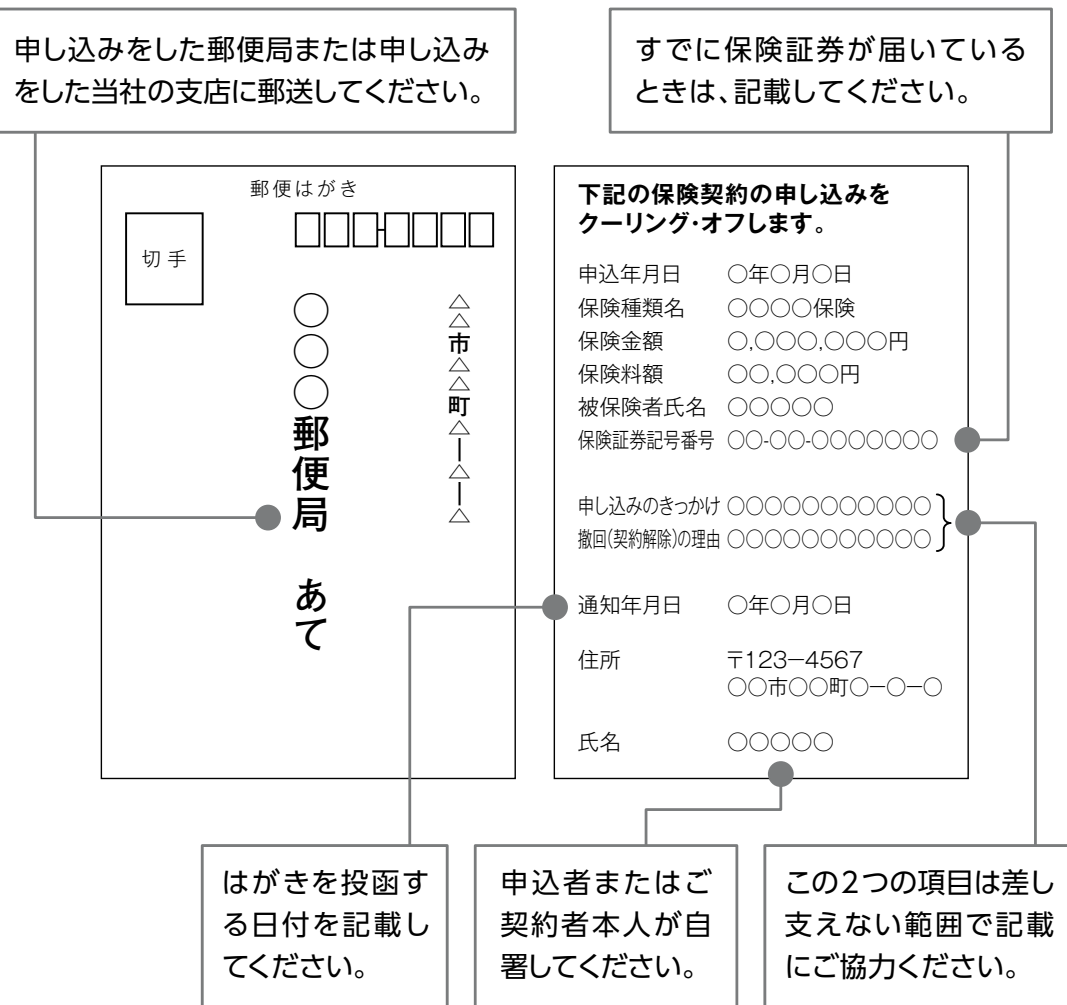 申し込みをした郵便局または申し込み
をした当社の支店に郵送してください。
すでに保険証券が届いている
ときは、記載してください。
郵便はがき
切手
△△市△△町△―△―△
○○○郵便局 あて
下記の保険契約の申し込みを
クーリング・オフします。
申込年月日 ○年○月○日
保険種類名 ○○○○保険
保険金額 ○,○○○,○○○円
保険料額 ○○,○○○円
被保険者氏名 ○○○○○
保険証券記号番号 ○○-○○-○○○○○○○
申し込みのきっかけ ○○○○○○○○○○○
撤回(契約解除)の理由 ○○○○○○○○○○○
通知年月日 ○年○月○日
住所 〒123−4567
○○市○○町○−○−○
氏名 ○○○○○
はがきを投函す
る日付を記載し
てください。
申込者またはご
契約者本人が自
署してください。
この2つの項目は差し
支えない範囲で記載
にご協力ください。